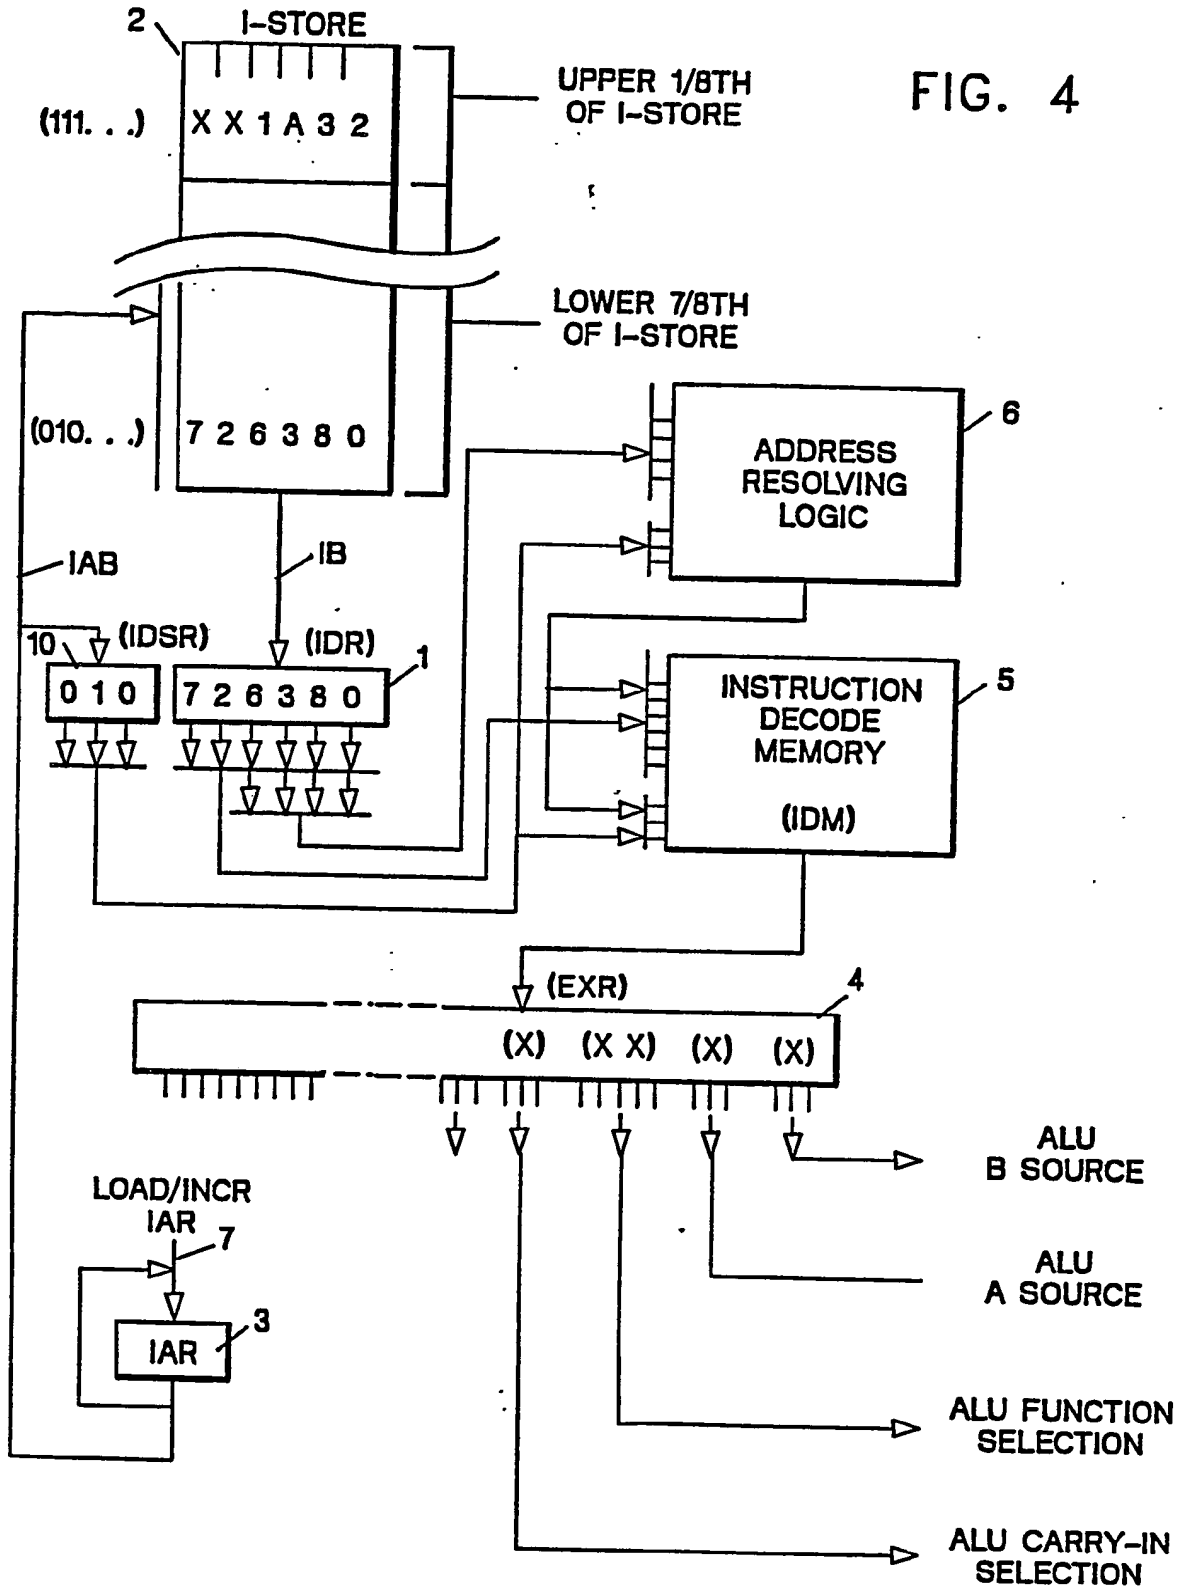 2
I-STORE
UPPER 1/8TH
OF I-STORE
FIG. 4
(111. . .)
X X 1 A 3 2
LOWER 7/8TH
OF I-STORE
(010. . .)
7 2 6 3 8 0
6
ADDRESS
RESOLVING
LOGIC
IAB
IB
10
(IDSR)
(IDR)
1
0 1 0
7 2 6 3 8 0
5
INSTRUCTION
DECODE
MEMORY
(IDM)
(EXR)
4
(X) (X X) (X) (X)
ALU
B SOURCE
LOAD/INCR
IAR
7
ALU
A SOURCE
3
IAR
ALU FUNCTION
SELECTION
ALU CARRY-IN
SELECTION